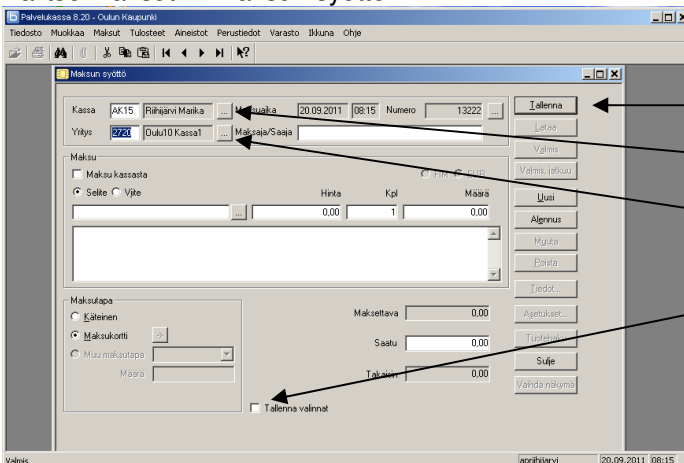 Palvelukassa 8.20 - Oulun Kaupunki
Tiedosto Muokkaa Maksut Tulosteet Aineistot Perustiedot Varasto Ikkuna Ohje
Maksun syöttö
Kassa AK15 Riihijärvi Marika ... Maksuaika 20.09.2011 08:15 Numero 13222 ...
Yritys 2720 Oulu10 Kassa1 ... Maksaja/Saaja
Tallenna
Lataa
Valmis
Valmis, jatkuu
Uusi
Alennus
Muuta
Poista
Tiedot...
Asetukset...
Tuotehaku...
Sulje
Vaihda näkymä
Maksu
Maksu kassasta
FIM EUR
Selite Viite Hinta Kpl Määrä
... 0,00 1 0,00
Maksutapa
Käteinen
Maksukortti ->
Muu maksutapa
Määrä
Maksettava 0,00
Saatu 0,00
Takaisin 0,00
Tallenna valinnat
Valmis apriihijarvi 20.09.2011 08:15